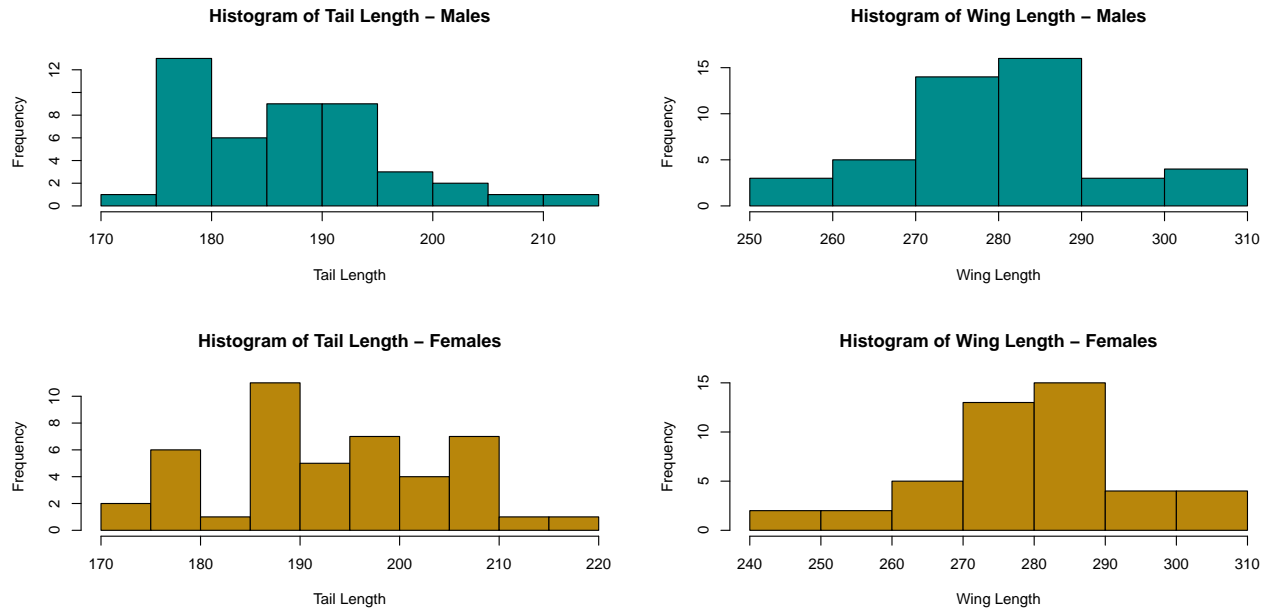 Histogram of Tail Length − Males
Frequency
0 2 4 6 8 12
170 180 190 200 210
Tail Length
Histogram of Wing Length − Males
Frequency
0 5 10 15
250 260 270 280 290 300 310
Wing Length
Histogram of Tail Length − Females
Frequency
0 2 4 6 8 10
170 180 190 200 210 220
Tail Length
Histogram of Wing Length − Females
Frequency
0 5 10 15
240 250 260 270 280 290 300 310
Wing Length